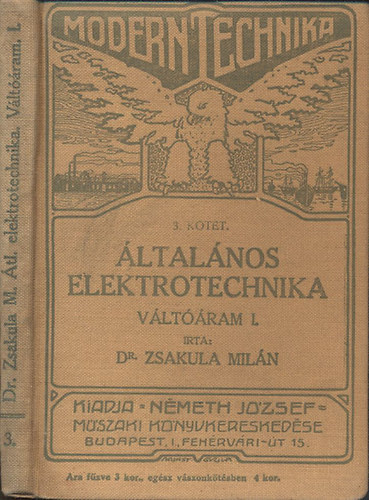 Dr. Zsakula M. Ált. elektrotechnika. Váltóáram. I.
3.
MODERN TECHNIKA
3. KÖTET.
ÁLTALÁNOS
ELEKTROTECHNIKA
VÁLTÓÁRAM I.
IRTA:
DR. ZSAKULA MILÁN
KIADJA NÉMETH JÓZSEF
MŰSZAKI KÖNYVKERESKEDÉSE
BUDAPEST, I., FEHÉRVÁRI-ÚT 15.
Ára fűzve 3 kor., egész vászonkötésben 4 kor.